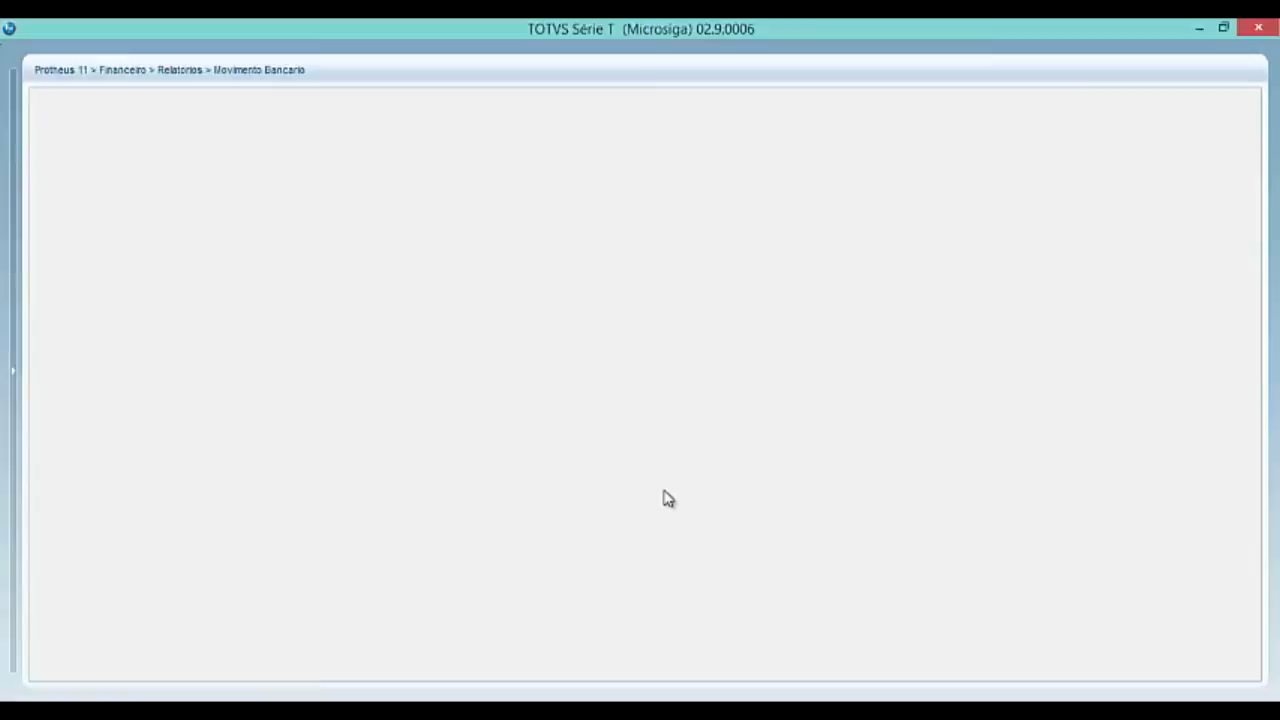 TOTVS Série T (Microsiga) 02.9.0006
Protheus 11 > Financeiro > Relatorios > Movimento Bancario